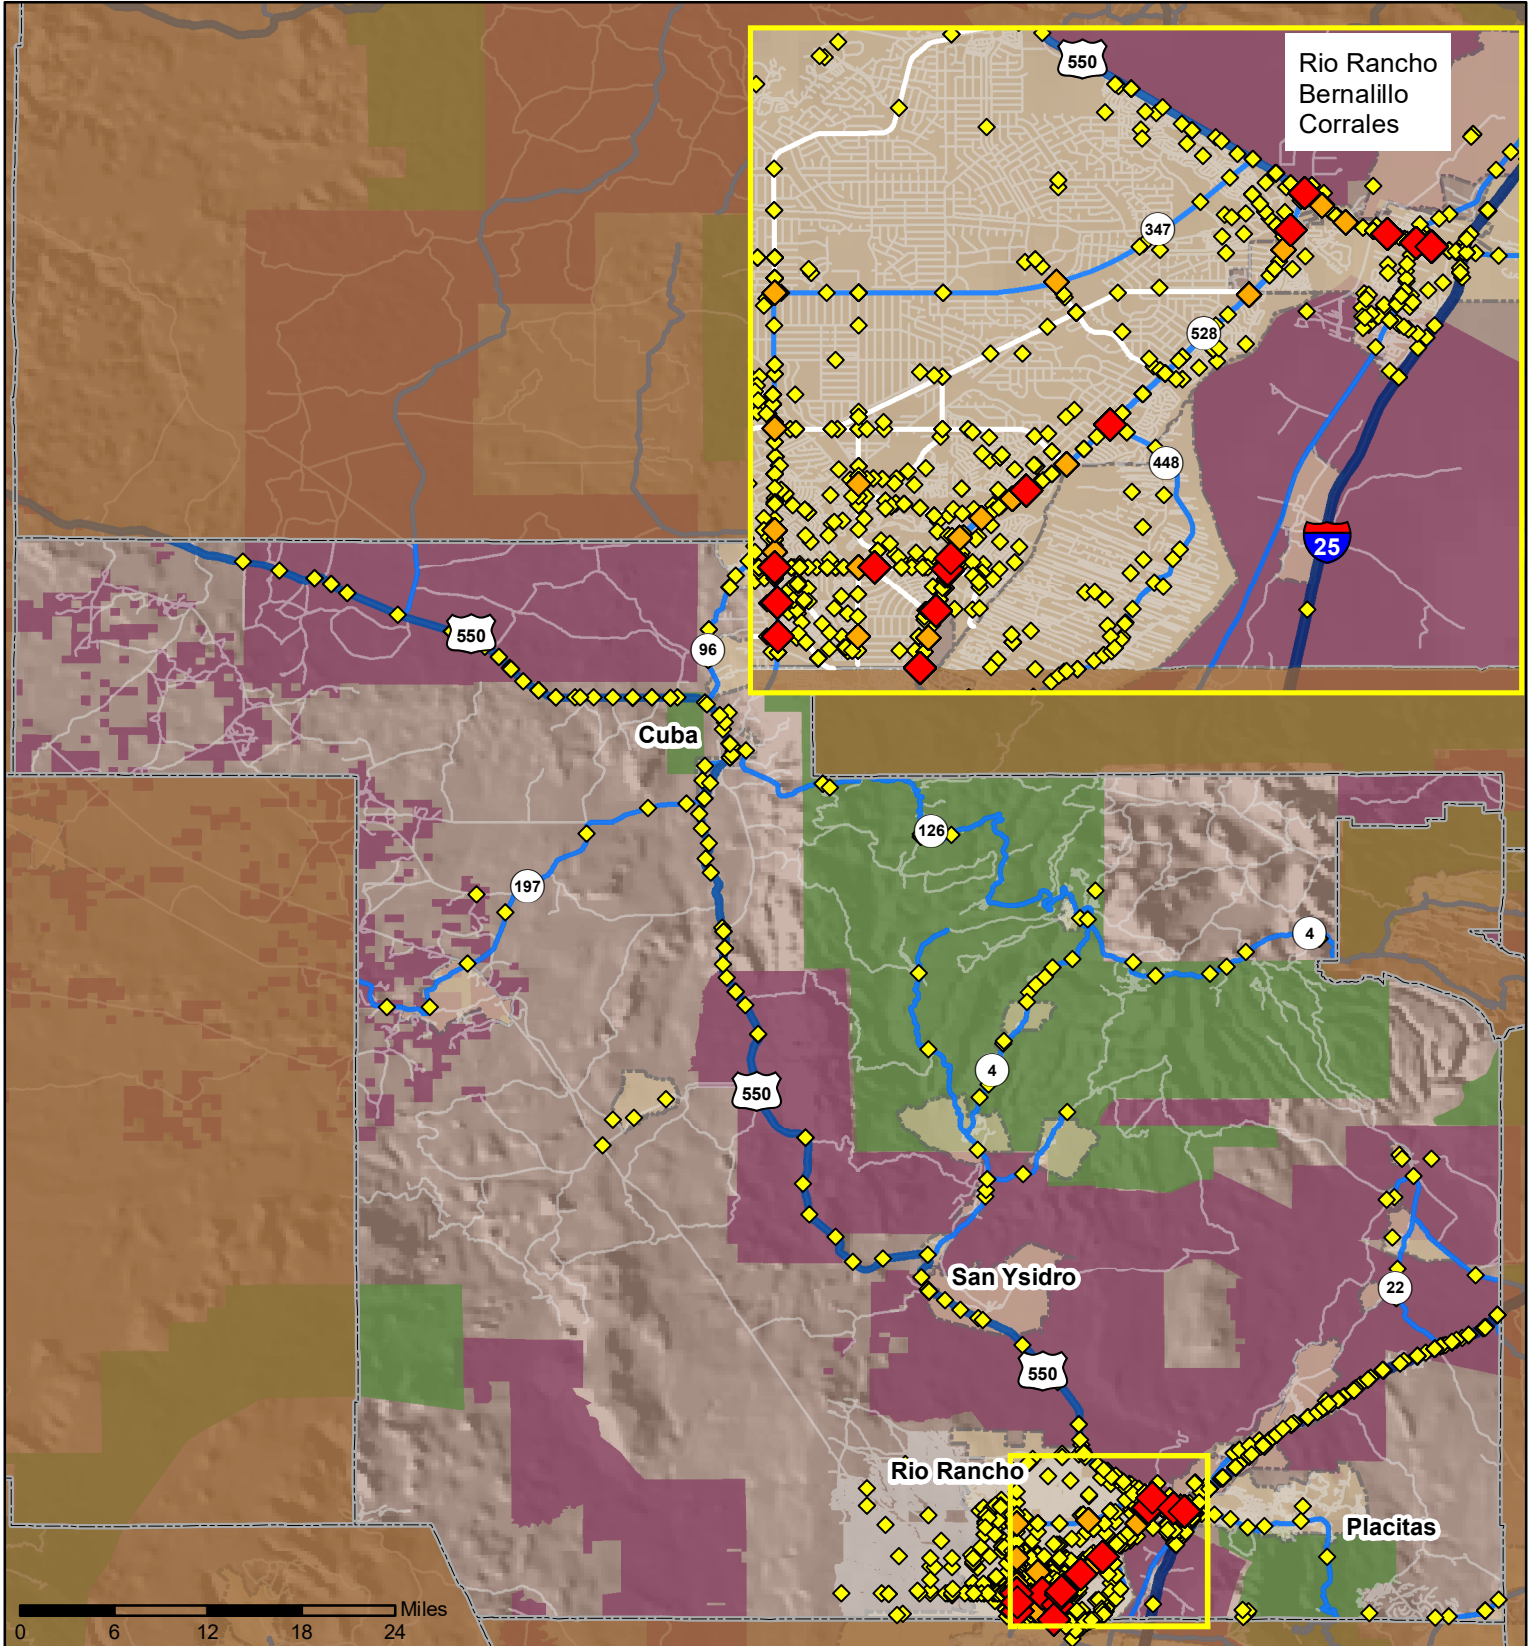 550
Rio Rancho
Bernalillo
Corrales
347
528
448
25
550
96
Cuba
126
197
4
4
550
San Ysidro
22
550
Rio Rancho
Placitas
Miles
0 6 12 18 24